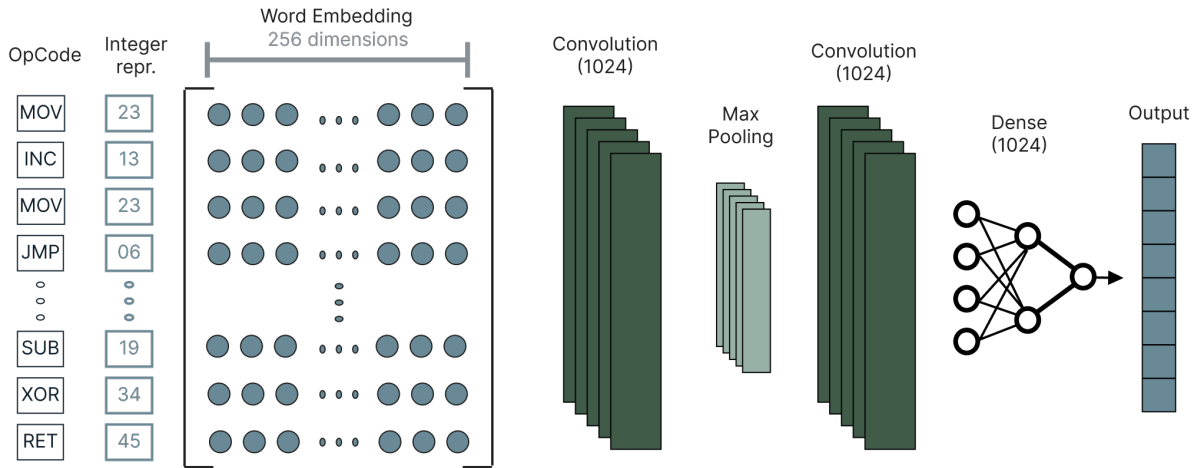 OpCode
Integer
repr.
Word Embedding
256 dimensions
Convolution
(1024)
Max
Pooling
Convolution
(1024)
Dense
(1024)
Output
MOV 23
INC 13
MOV 23
JMP 06
SUB 19
XOR 34
RET 45